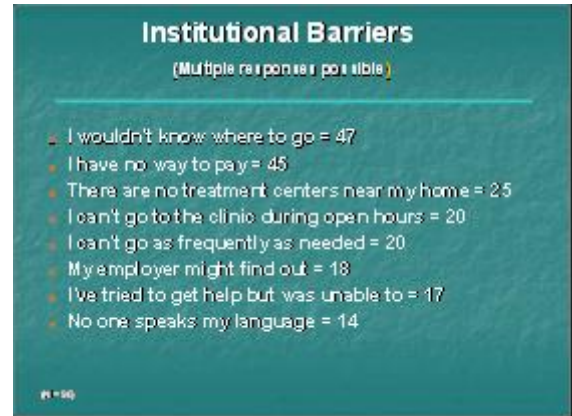 Institutional Barriers
(Multiple responses possible)
I wouldn't know where to go = 47
I have no way to pay = 45
There are no treatment centers near my home = 25
I can't go to the clinic during open hours = 20
I can't go as frequently as needed = 20
My employer might find out = 18
I've tried to get help but was unable to = 17
No one speaks my language = 14